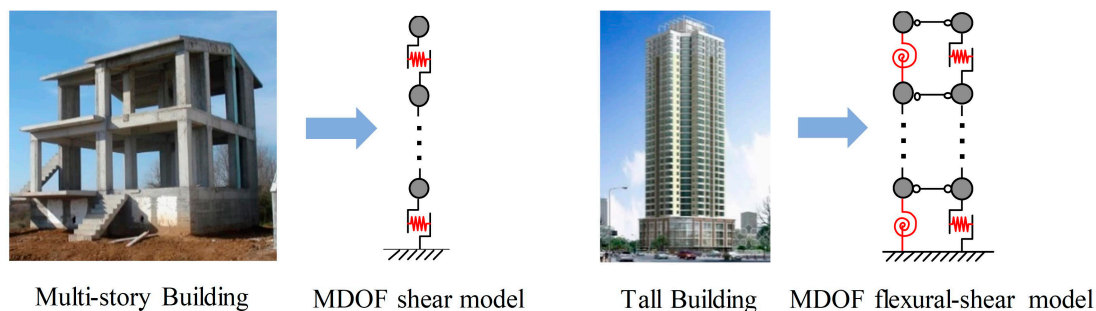 Multi-story Building
MDOF shear model
Tall Building
MDOF flexural-shear model